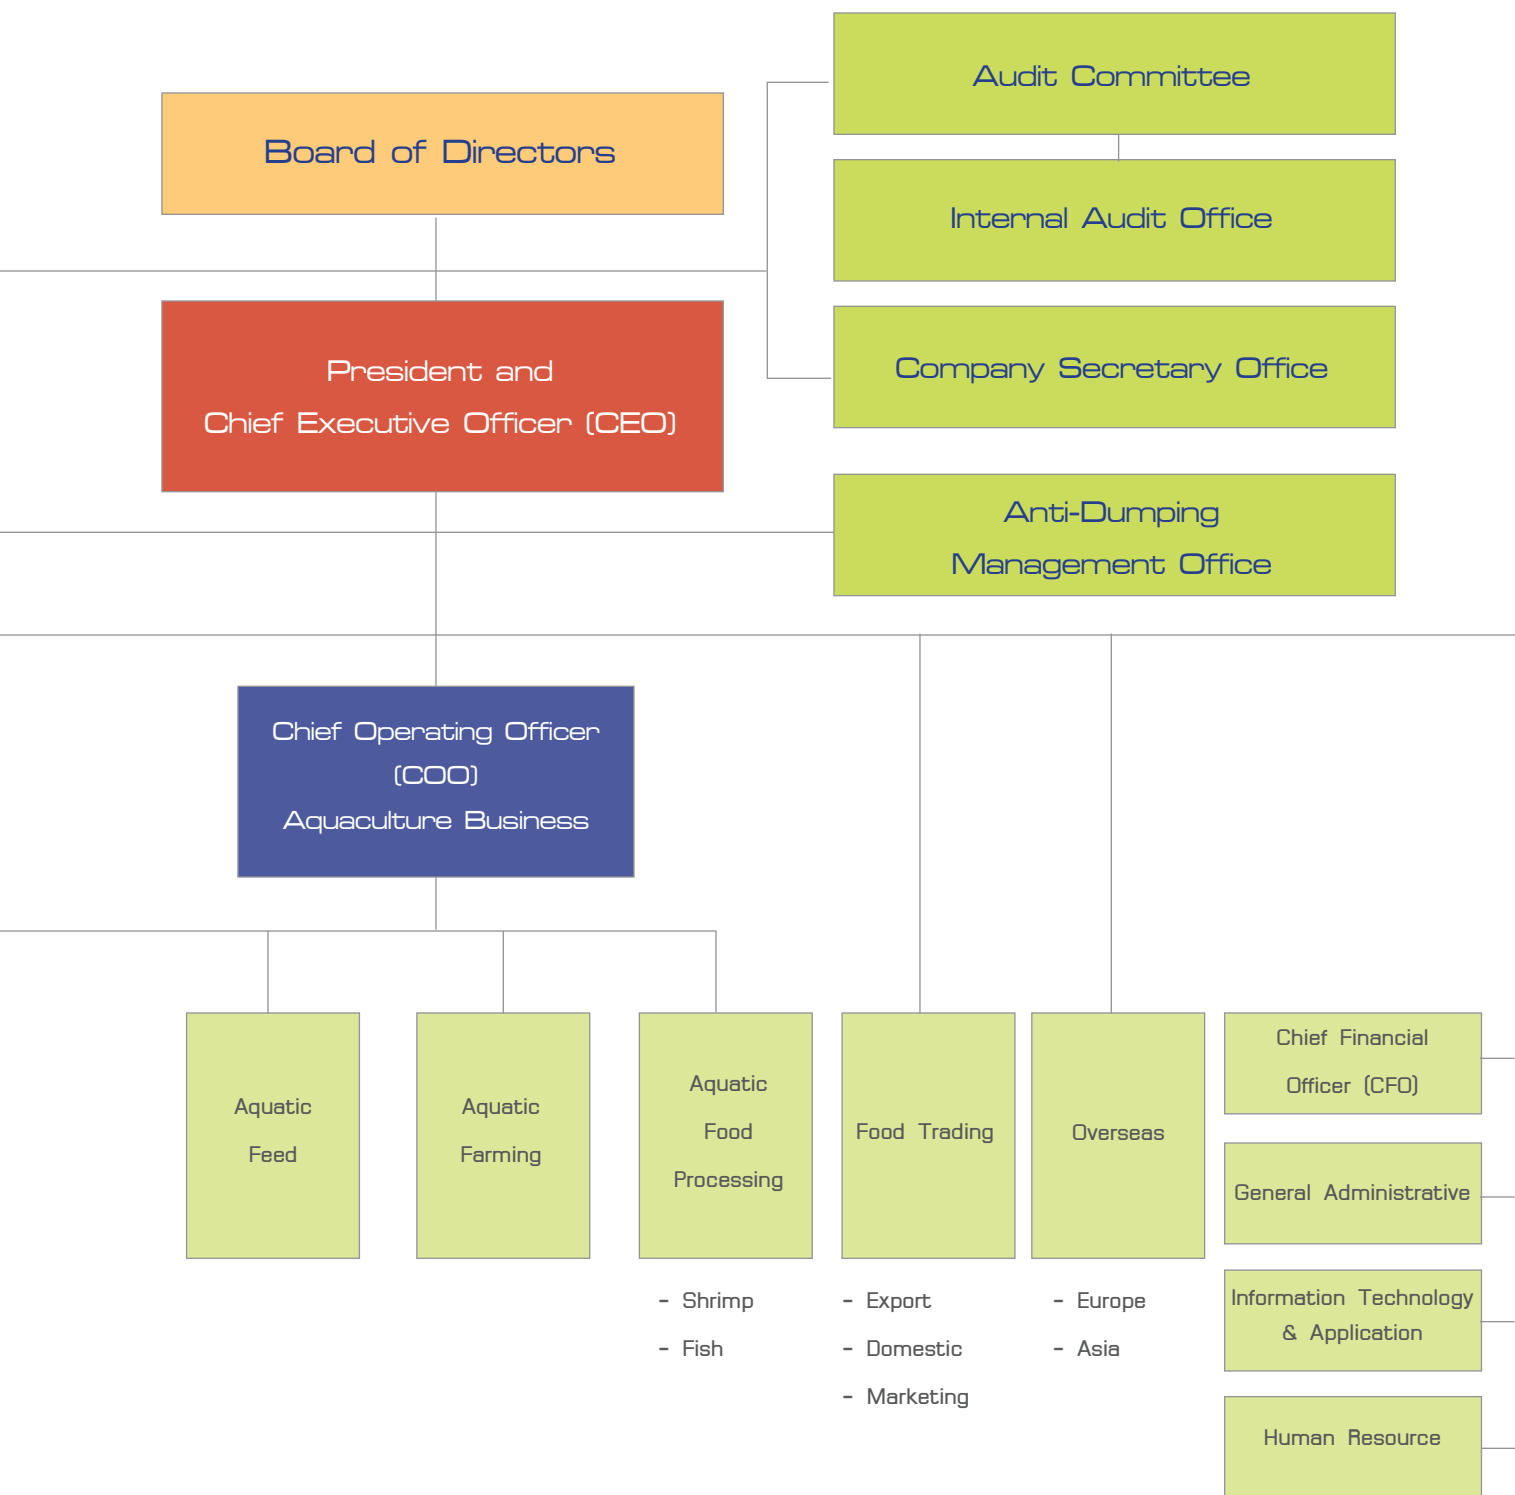 Audit Committee
Board of Directors
Internal Audit Office
President and
Chief Executive Officer (CEO)
Company Secretary Office
Anti-Dumping
Management Office
Chief Operating Officer
(COO)
Aquaculture Business
Aquatic
Feed
Aquatic
Farming
Aquatic
Food
Processing
- Shrimp
- Fish
Food Trading
- Export
- Domestic
- Marketing
Overseas
- Europe
- Asia
Chief Financial
Officer (CFO)
General Administrative
Information Technology
& Application
Human Resource